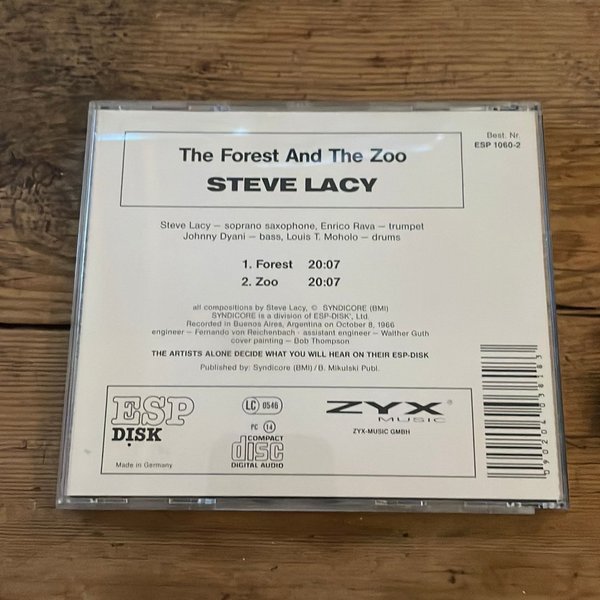 Best. Nr.
ESP 1060-2
The Forest And The Zoo
STEVE LACY
Steve Lacy – soprano saxophone, Enrico Rava – trumpet
Johnny Dyani – bass, Louis T. Moholo – drums
1. Forest 20:07
2. Zoo 20:07
all compositions by Steve Lacy, © SYNDICORE (BMI)
SYNDICORE is a division of ESP-DISK', Ltd.
Recorded in Buenos Aires, Argentina on October 8, 1966
engineer – Fernando von Reichenbach · assistant engineer – Walther Guth
cover painting – Bob Thompson
THE ARTISTS ALONE DECIDE WHAT YOU WILL HEAR ON THEIR ESP-DISK
Published by: Syndicore (BMI)/B. Mikulski Publ.
ESP
DISK
Made in Germany
LC 0546
PC 14
COMPACT
disc
DIGITAL AUDIO
ZYX®
MUSIC
ZYX-MUSIC GMBH
090204 038183